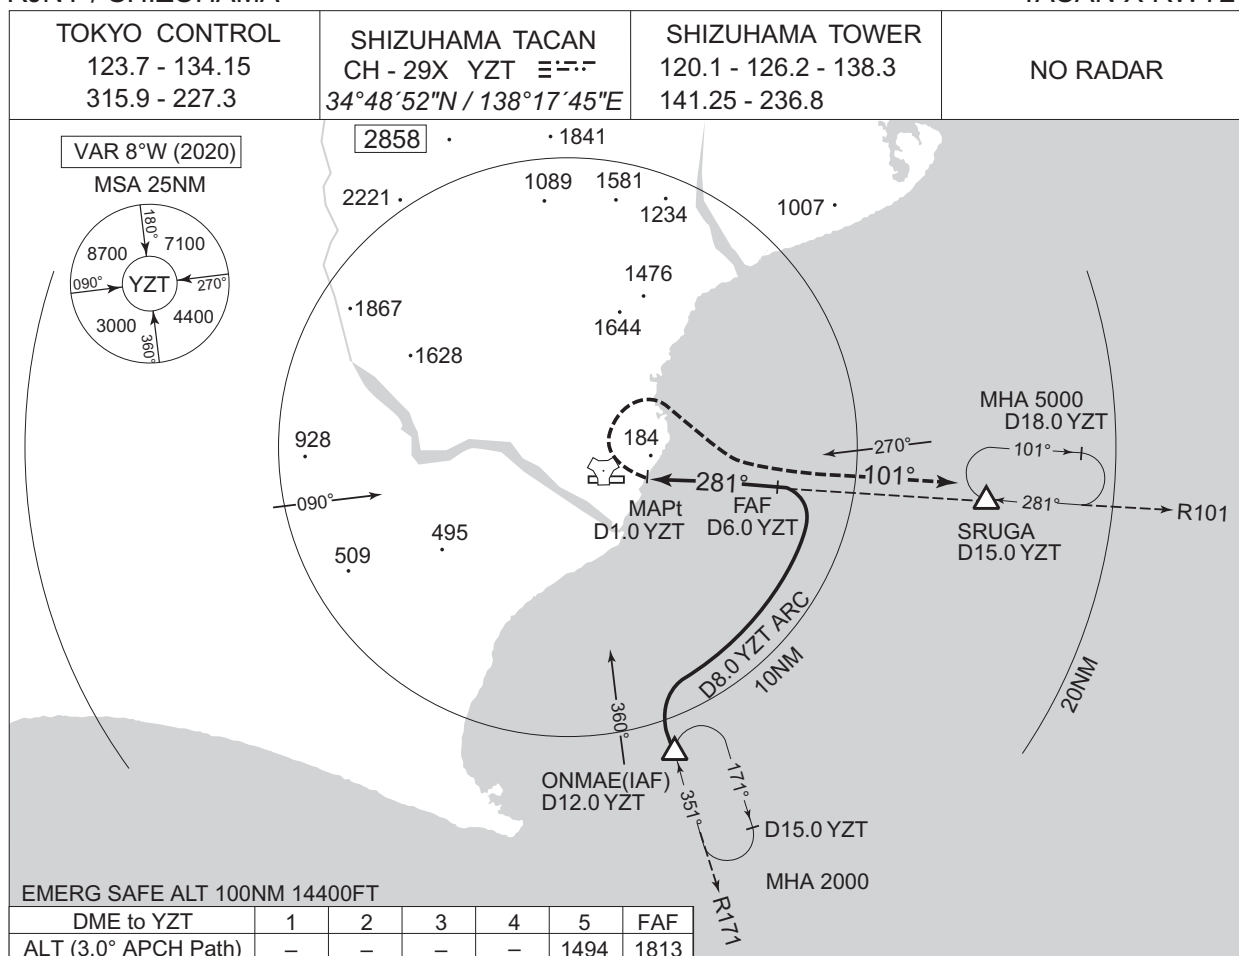 TOKYO CONTROL
123.7 - 134.15
315.9 - 227.3
SHIZUHAMA TACAN
CH - 29X YZT
34°48´52"N / 138°17´45"E
SHIZUHAMA TOWER
120.1 - 126.2 - 138.3
141.25 - 236.8
NO RADAR
VAR 8°W (2020)
MSA 25NM
180°
8700
7100
090°
YZT
270°
3000
4400
360°
2858
1841
2221
1089
1581
1234
1007
1476
1867
1644
1628
928
184
MHA 5000
D18.0 YZT
270°
101°
101°
281°
281°
R101
090°
MAPt
D1.0 YZT
FAF
D6.0 YZT
SRUGA
D15.0 YZT
495
509
D8.0 YZT ARC
10NM
20NM
360°
ONMAE(IAF)
D12.0 YZT
171°
351°
D15.0 YZT
MHA 2000
R171
EMERG SAFE ALT 100NM 14400FT
DME to YZT 1 2 3 4 5 FAF
ALT (3.0° APCH Path) – – – – 1494 1813